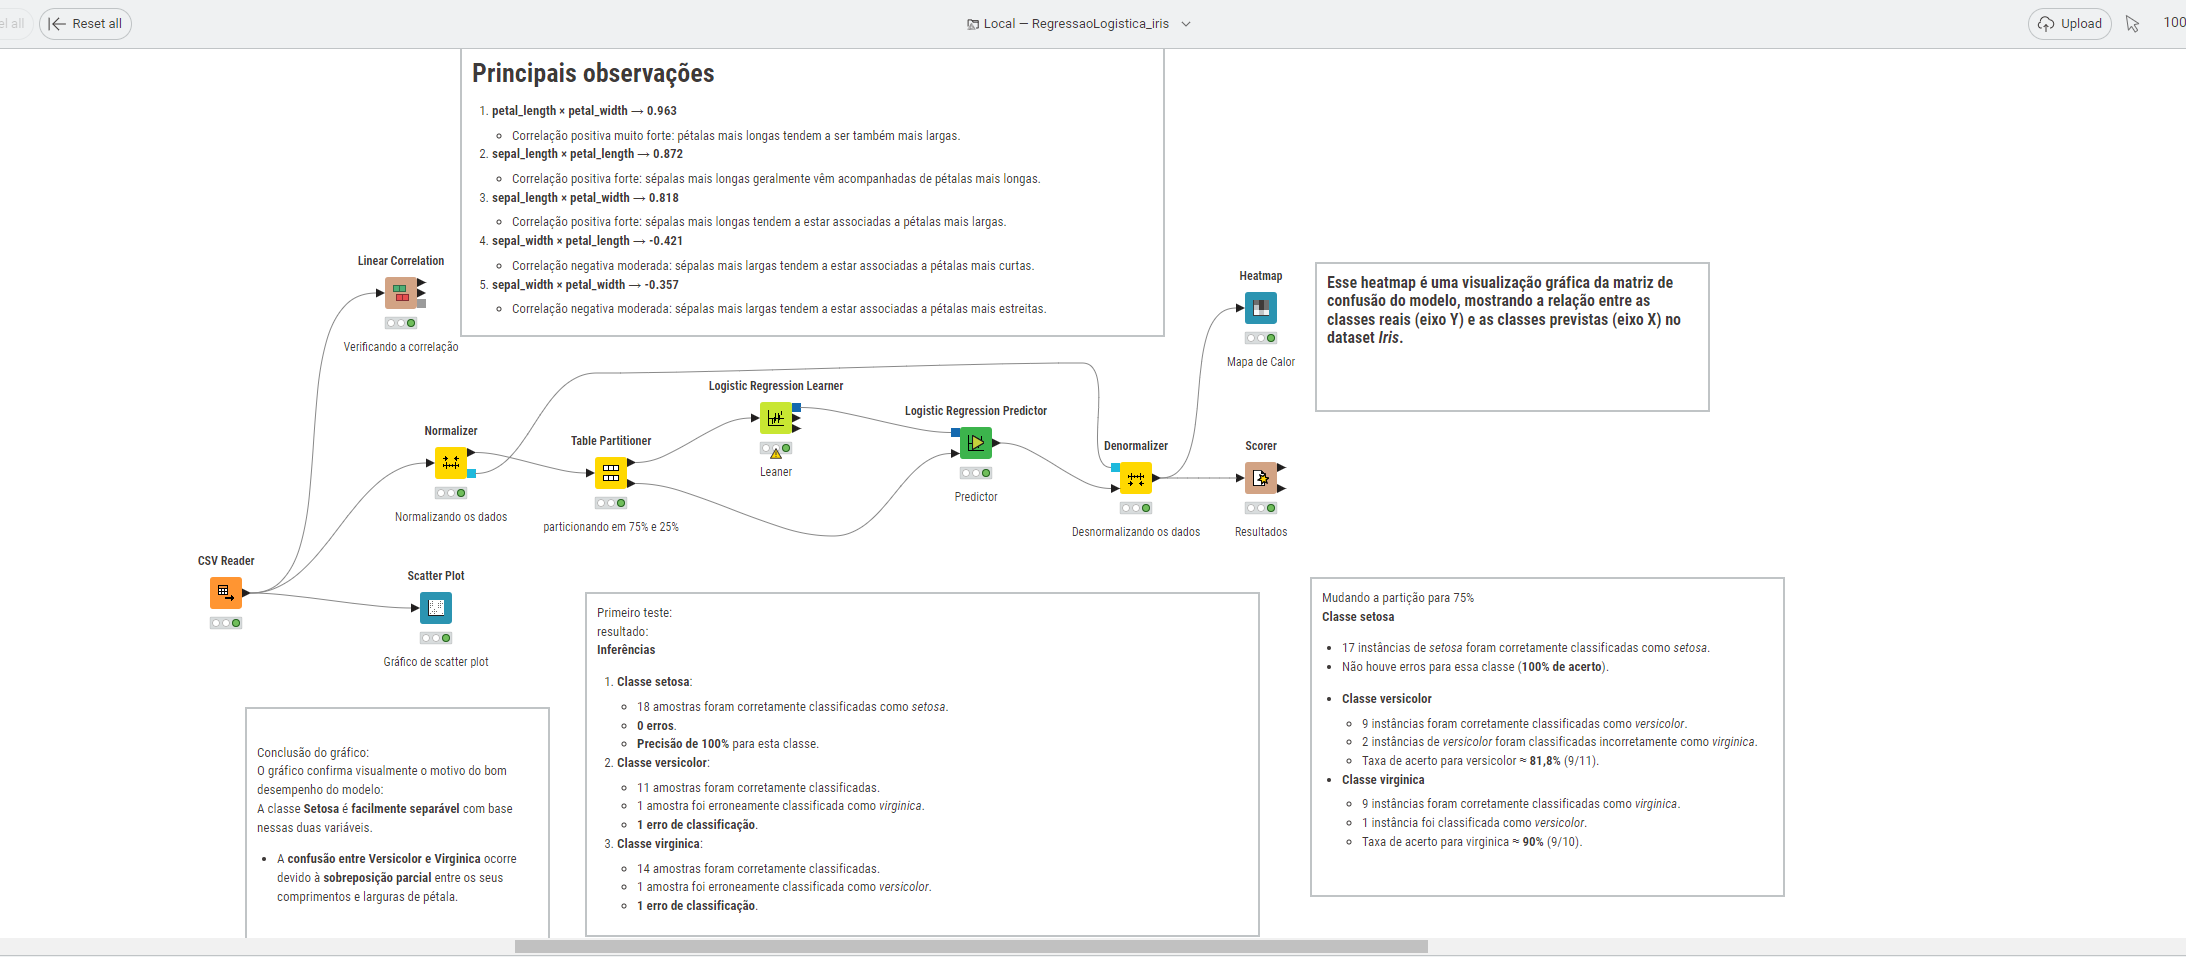 Reset all
Local — RegressaoLogistica_iris
Upload
100
Principais observações
1. petal_length × petal_width → 0.963
Correlação positiva muito forte: pétalas mais longas tendem a ser também mais largas.
2. sepal_length × petal_length → 0.872
Correlação positiva forte: sépalas mais longas geralmente vêm acompanhadas de pétalas mais longas.
3. sepal_length × petal_width → 0.818
Correlação positiva forte: sépalas mais longas tendem a estar associadas a pétalas mais largas.
4. sepal_width × petal_length → -0.421
Correlação negativa moderada: sépalas mais largas tendem a estar associadas a pétalas mais curtas.
5. sepal_width × petal_width → -0.357
Correlação negativa moderada: sépalas mais largas tendem a estar associadas a pétalas mais estreitas.
Linear Correlation
Verificando a correlação
Heatmap
Mapa de Calor
Esse heatmap é uma visualização gráfica da matriz de
confusão do modelo, mostrando a relação entre as
classes reais (eixo Y) e as classes previstas (eixo X) no
dataset Iris.
Normalizer
Normalizando os dados
Table Partitioner
particionando em 75% e 25%
Logistic Regression Learner
Leaner
Logistic Regression Predictor
Predictor
Denormalizer
Desnormalizando os dados
Scorer
Resultados
CSV Reader
Scatter Plot
Gráfico de scatter plot
Conclusão do gráfico:
O gráfico confirma visualmente o motivo do bom
desempenho do modelo:
A classe Setosa é facilmente separável com base
nessas duas variáveis.
A confusão entre Versicolor e Virginica ocorre
devido à sobreposição parcial entre os seus
comprimentos e larguras de pétala.
Primeiro teste:
resultado:
Inferências
1. Classe setosa:
18 amostras foram corretamente classificadas como setosa.
0 erros.
Precisão de 100% para esta classe.
2. Classe versicolor:
11 amostras foram corretamente classificadas.
1 amostra foi erroneamente classificada como virginica.
1 erro de classificação.
3. Classe virginica:
14 amostras foram corretamente classificadas.
1 amostra foi erroneamente classificada como versicolor.
1 erro de classificação.
Mudando a partição para 75%
Classe setosa
17 instâncias de setosa foram corretamente classificadas como setosa.
Não houve erros para essa classe (100% de acerto).
Classe versicolor
9 instâncias foram corretamente classificadas como versicolor.
2 instâncias de versicolor foram classificadas incorretamente como virginica.
Taxa de acerto para versicolor ≈ 81,8% (9/11).
Classe virginica
9 instâncias foram corretamente classificadas como virginica.
1 instância foi classificada como versicolor.
Taxa de acerto para virginica ≈ 90% (9/10).